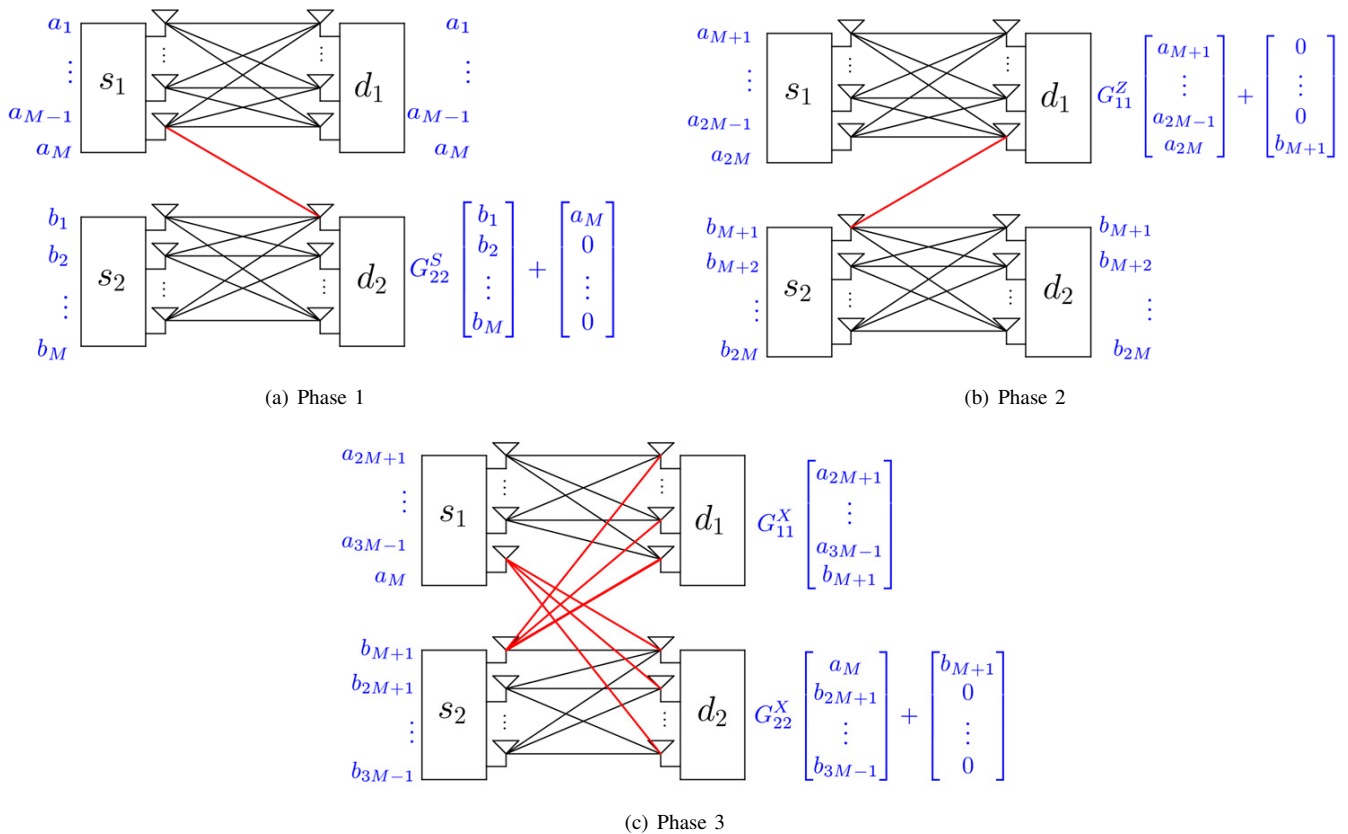 a_1
⋮
a_{M-1}
a_M
s_1
d_1
a_1
⋮
a_{M-1}
a_M
b_1
b_2
⋮
b_M
s_2
d_2
G_{22}^S [b_1 b_2 ⋮ b_M] + [a_M 0 ⋮ 0]
(a) Phase 1
a_{M+1}
⋮
a_{2M-1}
a_{2M}
s_1
d_1
G_{11}^Z [a_{M+1} ⋮ a_{2M-1} a_{2M}] + [0 ⋮ 0 b_{M+1}]
b_{M+1}
b_{M+2}
⋮
b_{2M}
s_2
d_2
b_{M+1}
b_{M+2}
⋮
b_{2M}
(b) Phase 2
a_{2M+1}
⋮
a_{3M-1}
a_M
s_1
d_1
G_{11}^X [a_{2M+1} ⋮ a_{3M-1} b_{M+1}]
b_{M+1}
b_{2M+1}
⋮
b_{3M-1}
s_2
d_2
G_{22}^X [a_M b_{2M+1} ⋮ b_{3M-1}] + [b_{M+1} 0 ⋮ 0]
(c) Phase 3